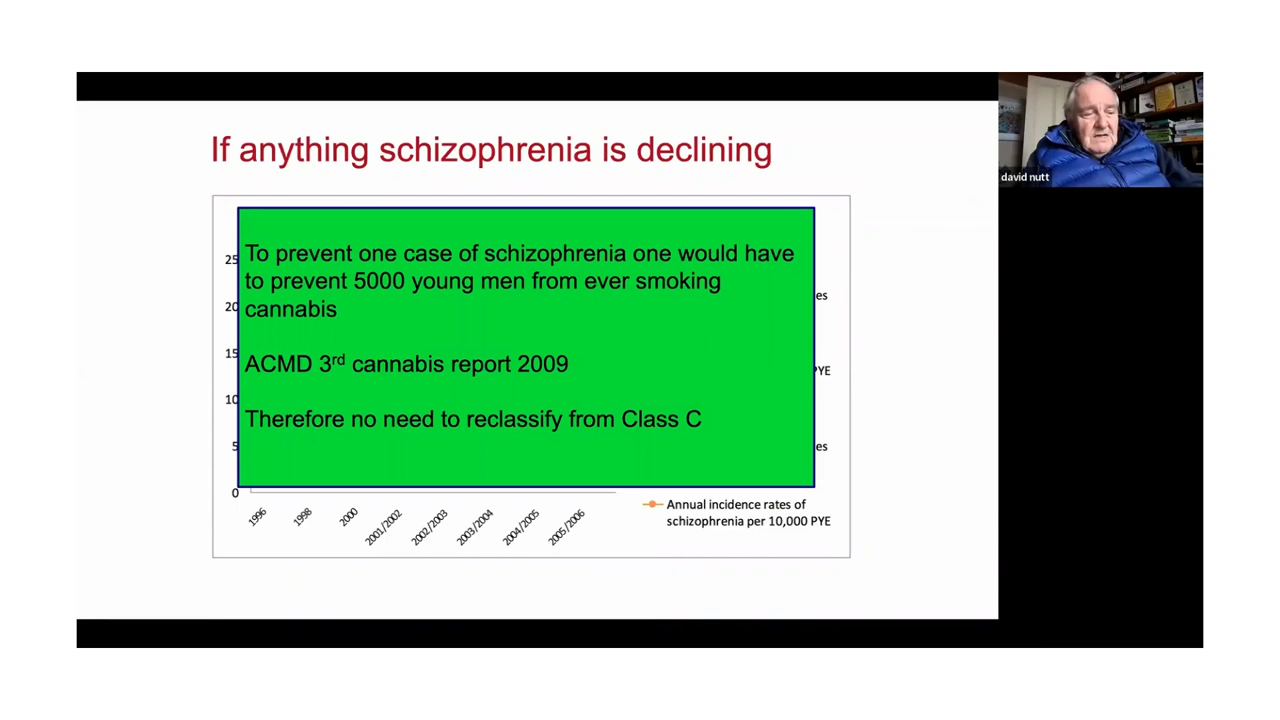 If anything schizophrenia is declining
david nutt
To prevent one case of schizophrenia one would have
to prevent 5000 young men from ever smoking
cannabis
ACMD 3rd cannabis report 2009
Therefore no need to reclassify from Class C
25
20
15
10
5
0
es
PYE
es
Annual incidence rates of
schizophrenia per 10,000 PYE
1996
1998
2000
2001/2002
2002/2003
2003/2004
2004/2005
2005/2006